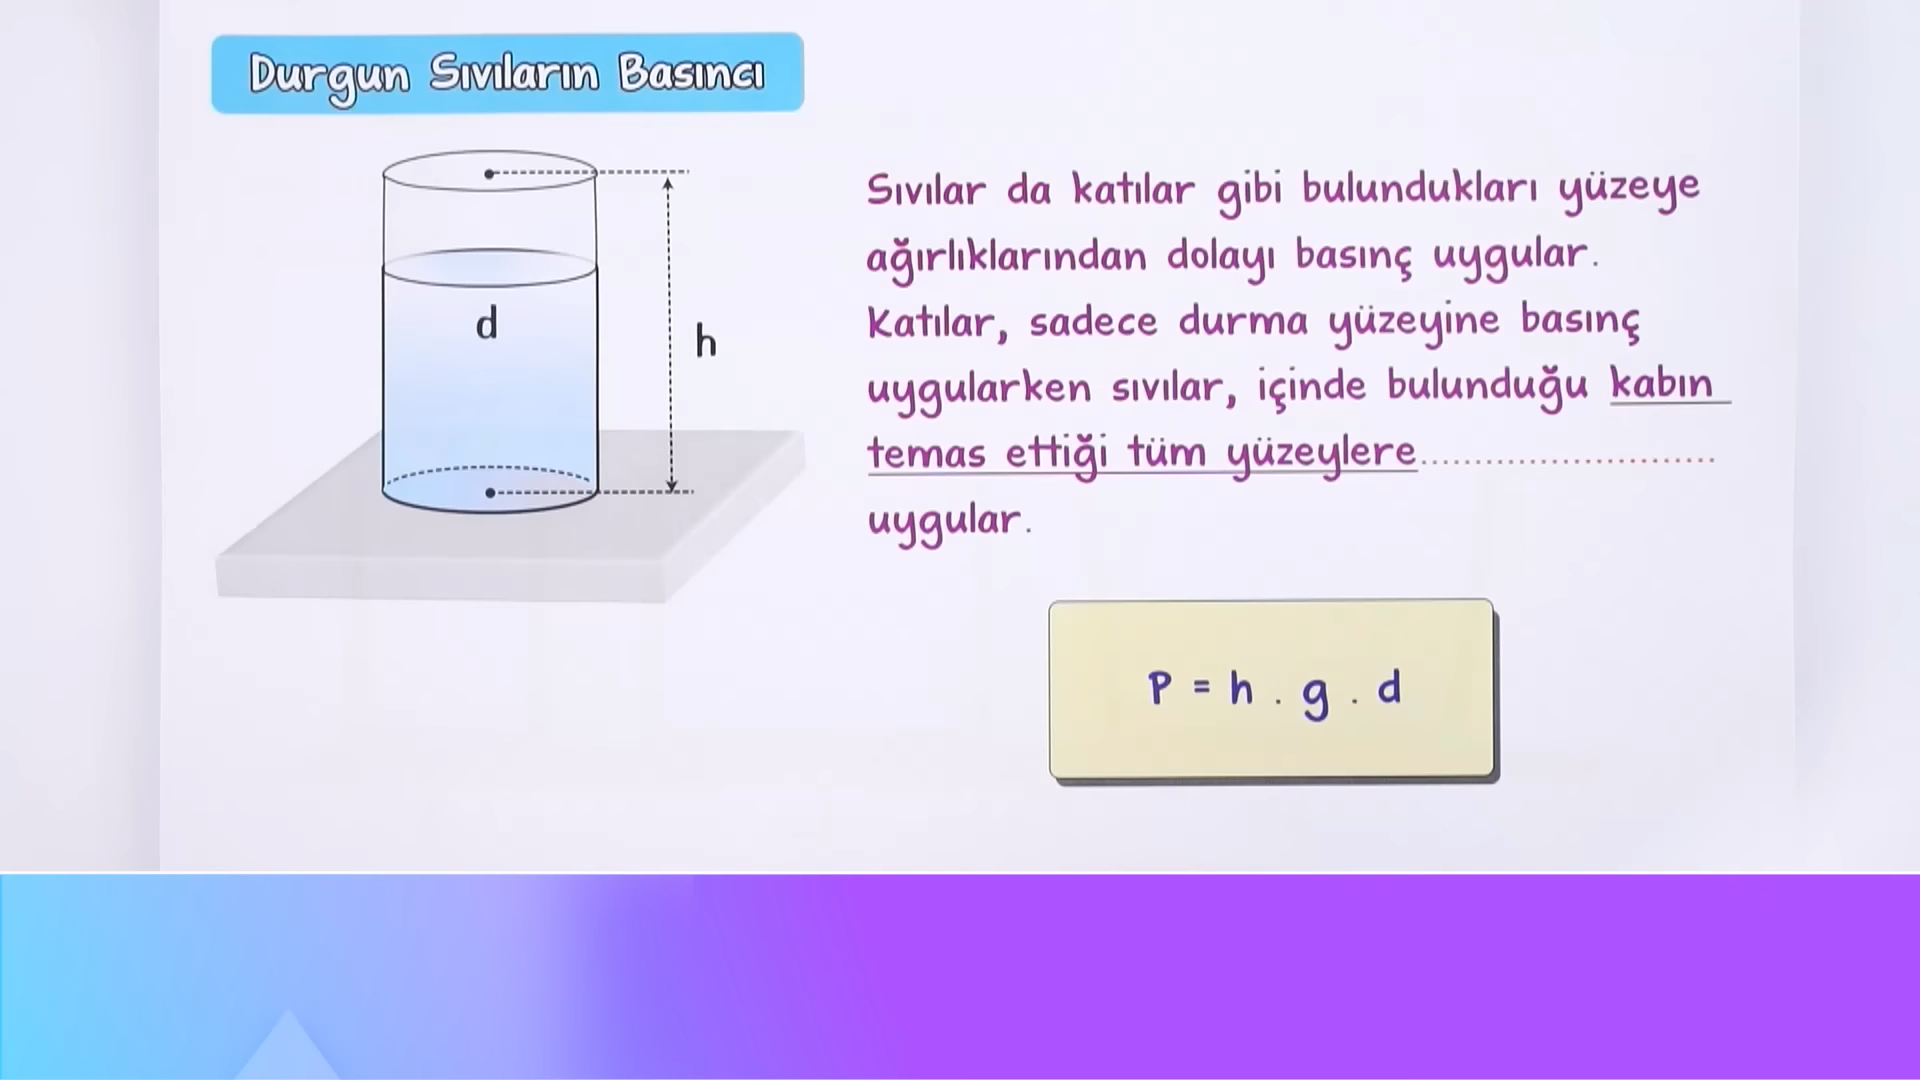 Durgun Sıvıların Basıncı
d
h
Sıvılar da katılar gibi bulundukları yüzeye
ağırlıklarından dolayı basınç uygular.
Katılar, sadece durma yüzeyine basınç
uygularken sıvılar, içinde bulunduğu kabın
temas ettiği tüm yüzeylere..............................
uygular.
P = h . g . d